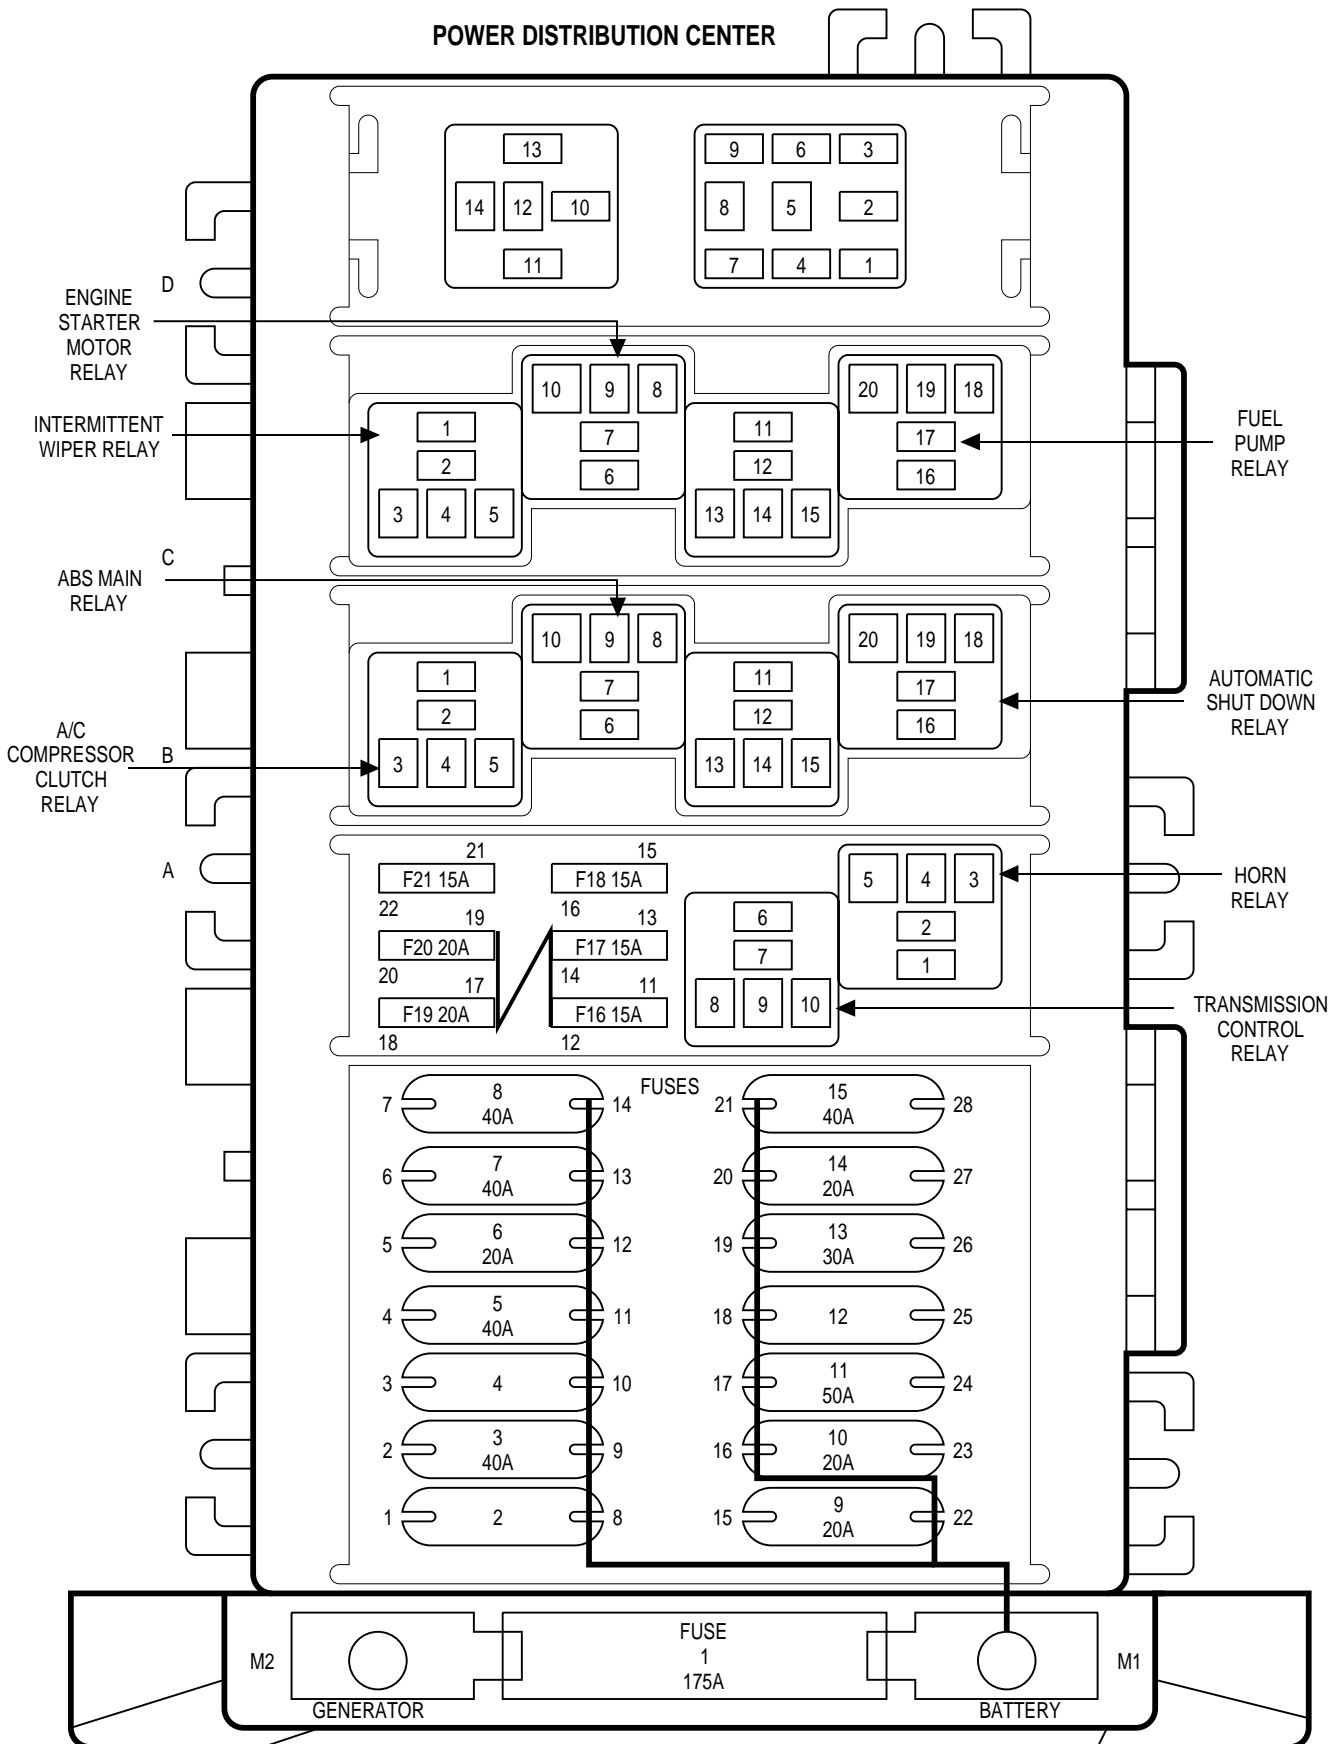 POWER DISTRIBUTION CENTER
13
14 12 10
11
9 6 3
8 5 2
7 4 1
D
ENGINE
STARTER
MOTOR
RELAY
INTERMITTENT
WIPER RELAY
1
2
3 4 5
10 9 8
7
6
11
12
13 14 15
20 19 18
17
16
FUEL
PUMP
RELAY
C
ABS MAIN
RELAY
1
2
3 4 5
10 9 8
7
6
11
12
13 14 15
20 19 18
17
16
AUTOMATIC
SHUT DOWN
RELAY
B
A/C
COMPRESSOR
CLUTCH
RELAY
A
21
F21 15A
22
19
F20 20A
20
17
F19 20A
18
15
F18 15A
16
13
F17 15A
14
11
F16 15A
12
6
7
8 9 10
5 4 3
2
1
HORN
RELAY
TRANSMISSION
CONTROL
RELAY
FUSES
7 8 14
40A
6 7 13
40A
5 6 12
20A
4 5 11
40A
3 4 10
2 3 9
40A
1 2 8
21 15 28
40A
20 14 27
20A
19 13 26
30A
18 12 25
17 11 24
50A
16 10 23
20A
15 9 22
20A
M2
GENERATOR
FUSE
1
175A
M1
BATTERY